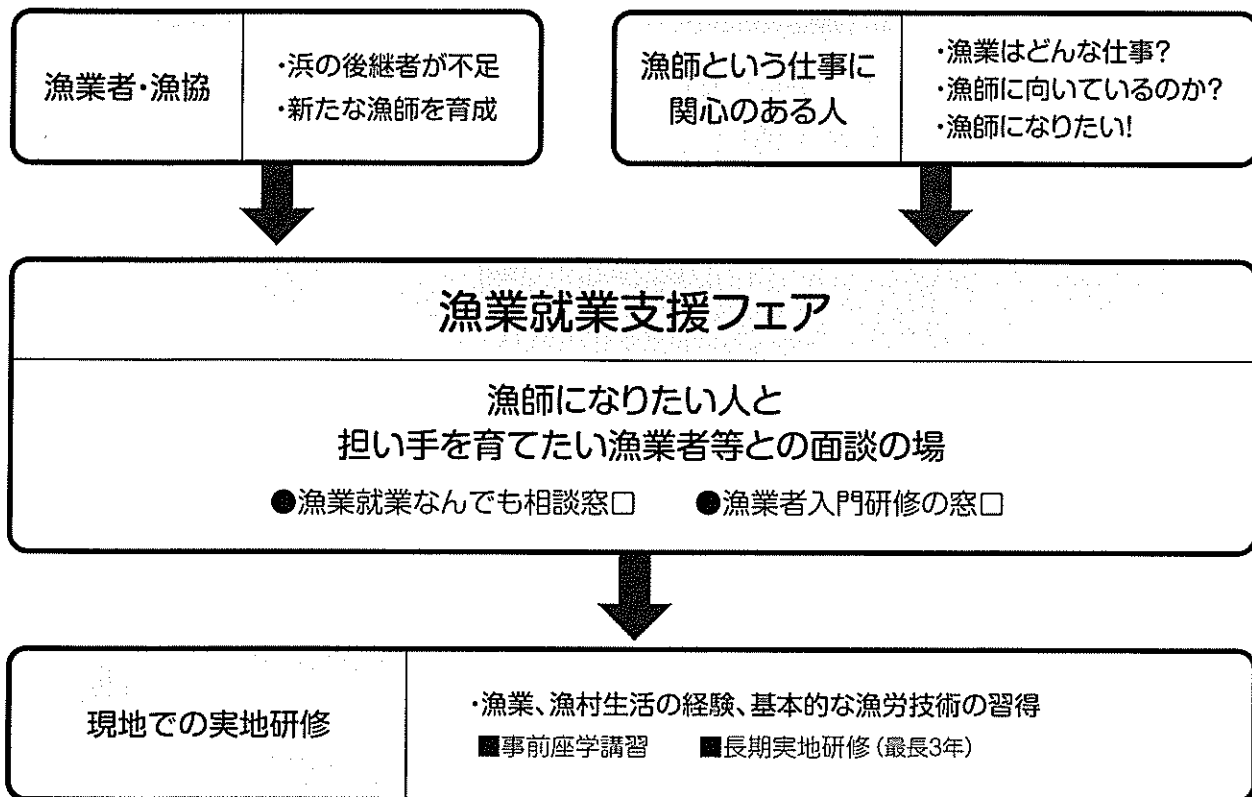 漁業者・漁協
・浜の後継者が不足
・新たな漁師を育成
漁師という仕事に
関心のある人
・漁業はどんな仕事?
・漁師に向いているのか?
・漁師になりたい!
漁業就業支援フェア
漁師になりたい人と
担い手を育てたい漁業者等との面談の場
●漁業就業なんでも相談窓口 ●漁業者入門研修の窓口
現地での実地研修
・漁業、漁村生活の経験、基本的な漁労技術の習得
■事前座学講習 ■長期実地研修(最長3年)